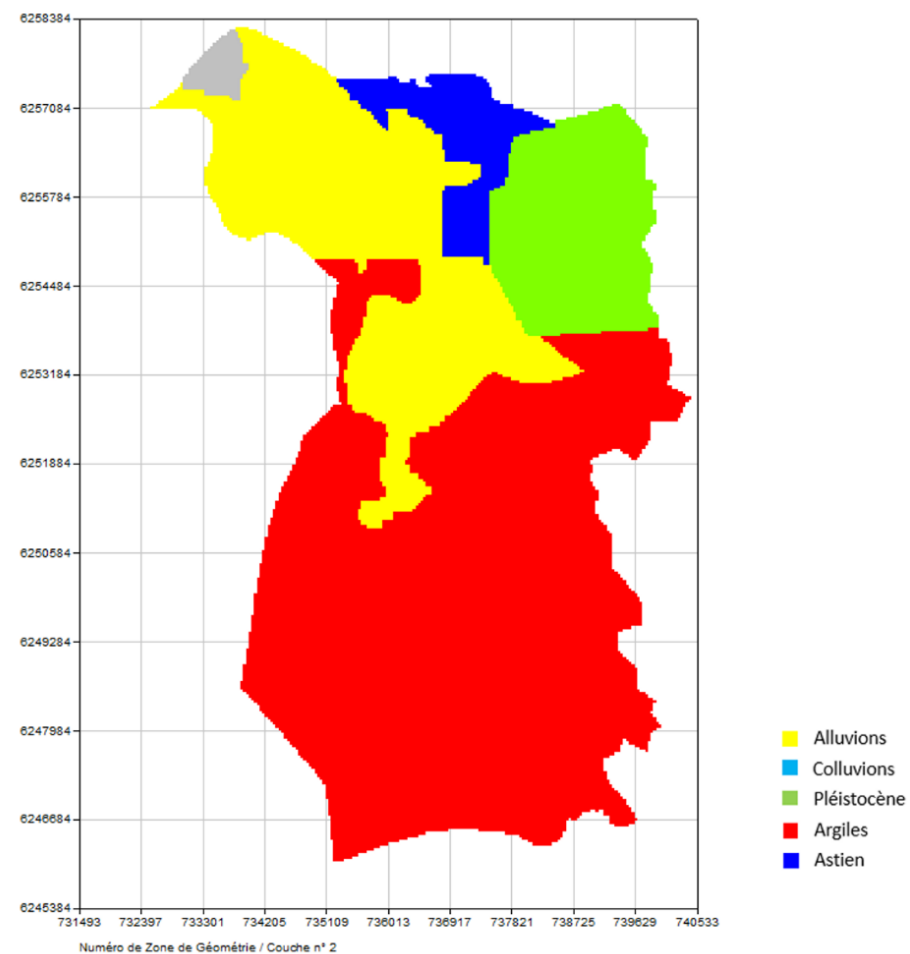 6258384
6257084
6255784
6254484
6253184
6251884
6250584
6249284
6247984
6246684
6245384
731493 732397 733301 734205 735109 736013 736917 737821 738725 739629 740533
Numéro de Zone de Géométrie / Couche n° 2
Alluvions
Colluvions
Pléistocène
Argiles
Astien